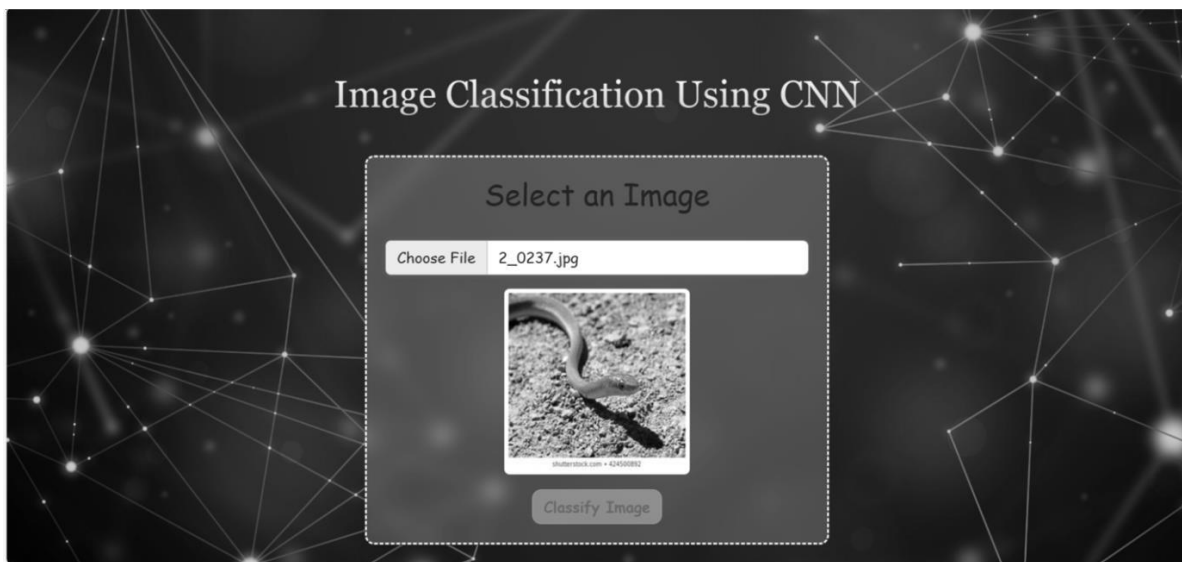 Image Classification Using CNN
Select an Image
Choose File 2_0237.jpg
shutterstock.com • 424500892
Classify Image